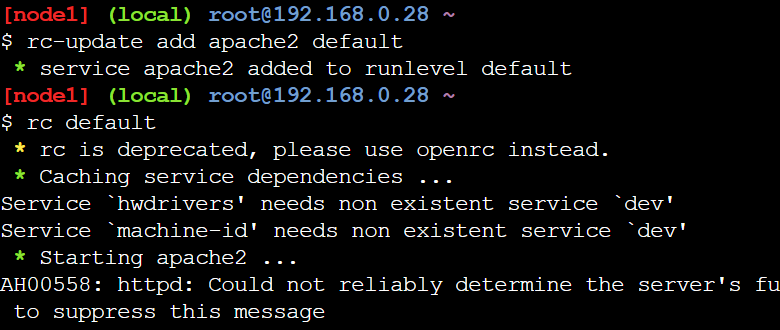 [node1] (local) root@192.168.0.28 ~
$ rc-update add apache2 default
 * service apache2 added to runlevel default
[node1] (local) root@192.168.0.28 ~
$ rc default
 * rc is deprecated, please use openrc instead.
 * Caching service dependencies ...
Service `hwdrivers' needs non existent service `dev'
Service `machine-id' needs non existent service `dev'
 * Starting apache2 ...
AH00558: httpd: Could not reliably determine the server's fu
 to suppress this message